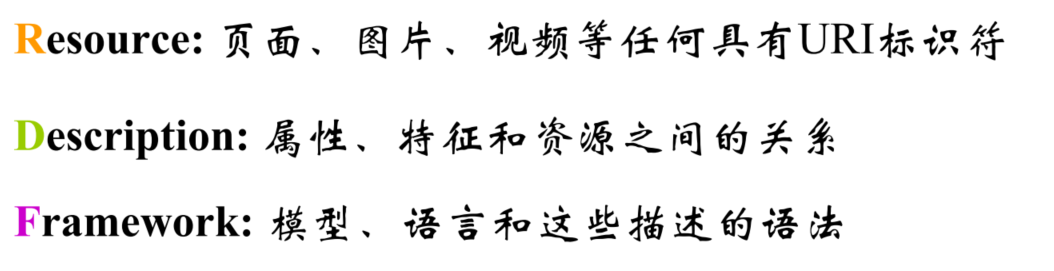 Resource: 页面、图片、视频等任何具有URI标识符
Description: 属性、特征和资源之间的关系
Framework: 模型、语言和这些描述的语法